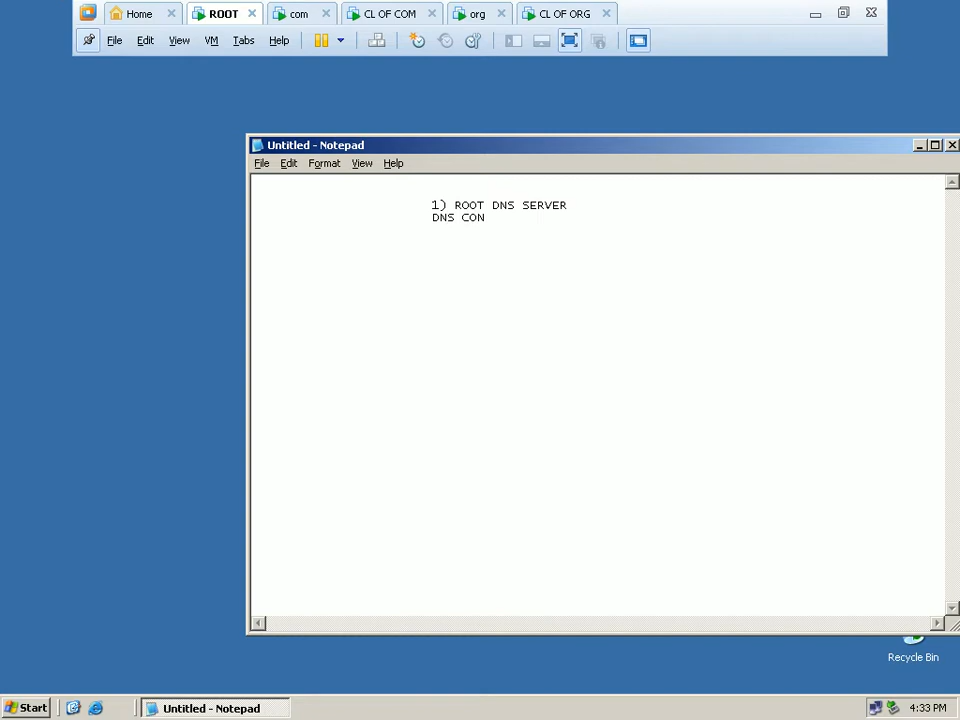 Home ROOT com CL OF COM org CL OF ORG
File Edit View VM Tabs Help
Untitled - Notepad
File Edit Format View Help
1) ROOT DNS SERVER
DNS CON
Recycle Bin
Start Untitled - Notepad 4:33 PM